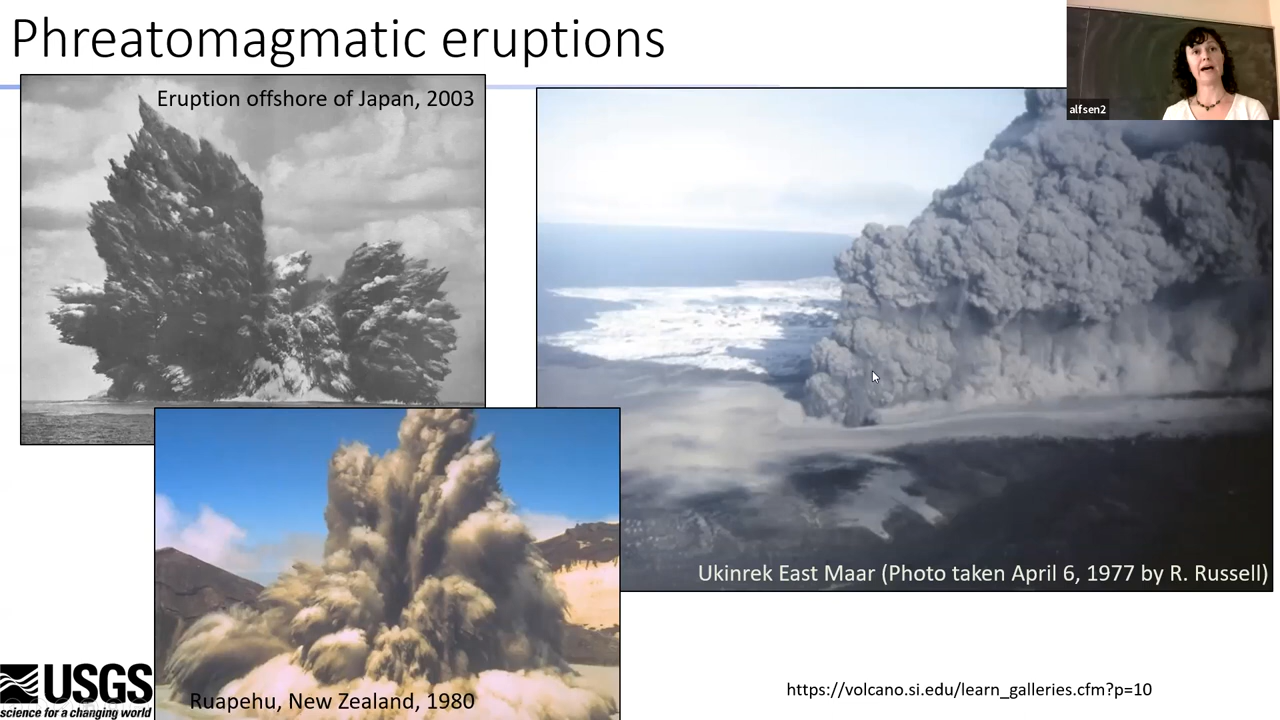 Phreatomagmatic eruptions
alfsen2
Eruption offshore of Japan, 2003
Ukinrek East Maar (Photo taken April 6, 1977 by R. Russell)
Ruapehu, New Zealand, 1980
USGS
science for a changing world
https://volcano.si.edu/learn_galleries.cfm?p=10